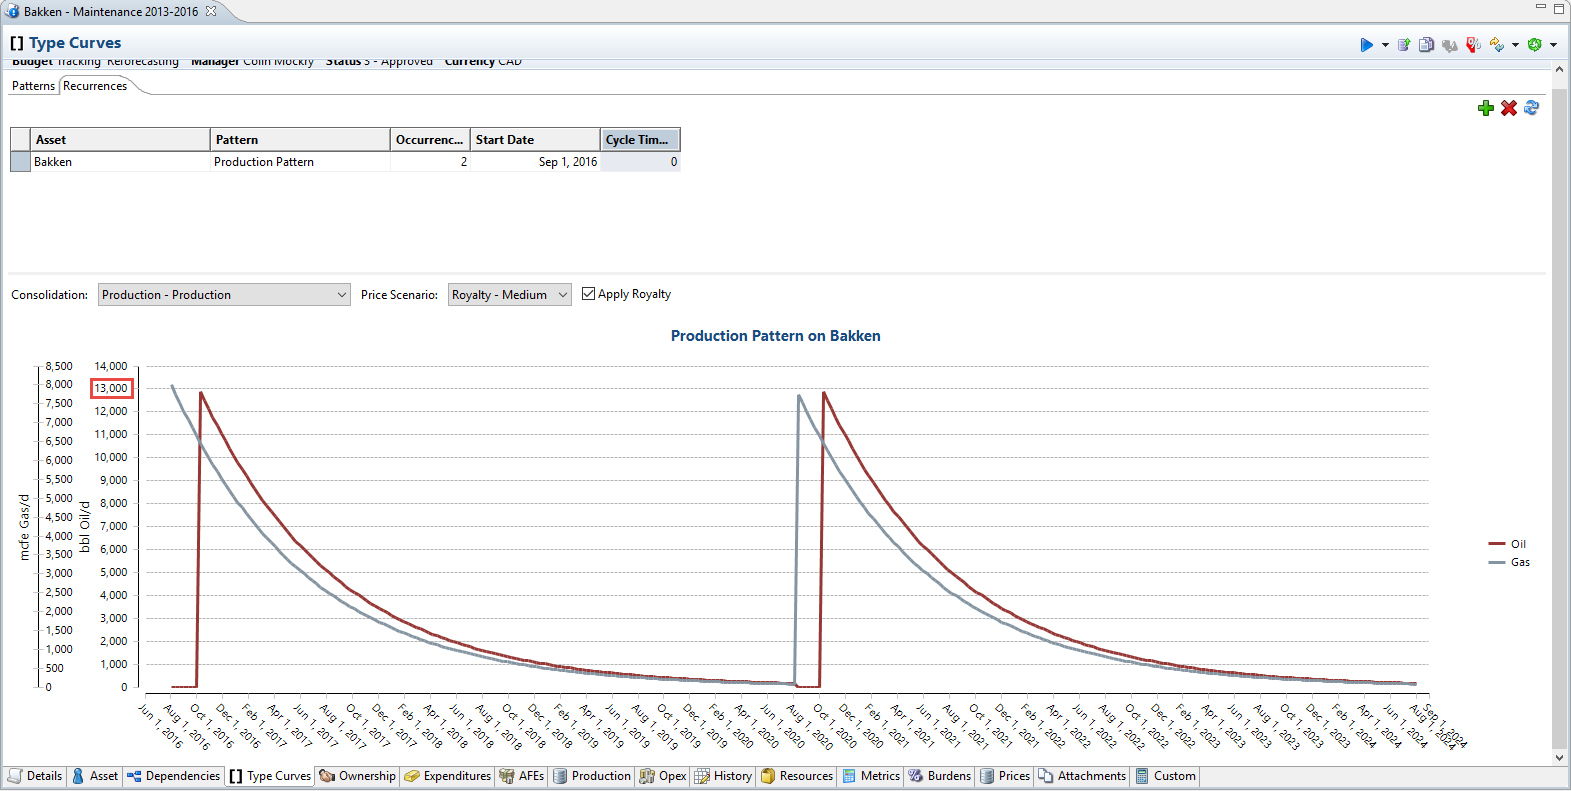 Bakken - Maintenance 2013-2016
[] Type Curves
Budget Tracking Reforecasting Manager Colin Mockry Status 3 - Approved Currency CAD
Patterns Recurrences
Asset Pattern Occurrenc... Start Date Cycle Tim...
Bakken Production Pattern 2 Sep 1, 2016 0
Consolidation: Production - Production Price Scenario: Royalty - Medium Apply Royalty
Production Pattern on Bakken
mcfe Gas/d
8,500
8,000
7,500
7,000
6,500
6,000
5,500
5,000
4,500
4,000
3,500
3,000
2,500
2,000
1,500
1,000
500
0
bbl Oil/d
14,000
13,000
12,000
11,000
10,000
9,000
8,000
7,000
6,000
5,000
4,000
3,000
2,000
1,000
0
Oil
Gas
Jun 1, 2016
Aug 1, 2016
Oct 1, 2016
Dec 1, 2016
Feb 1, 2017
Apr 1, 2017
Jun 1, 2017
Aug 1, 2017
Oct 1, 2017
Dec 1, 2017
Feb 1, 2018
Apr 1, 2018
Jun 1, 2018
Aug 1, 2018
Oct 1, 2018
Dec 1, 2018
Feb 1, 2019
Apr 1, 2019
Jun 1, 2019
Aug 1, 2019
Oct 1, 2019
Dec 1, 2019
Feb 1, 2020
Apr 1, 2020
Jun 1, 2020
Aug 1, 2020
Oct 1, 2020
Dec 1, 2020
Feb 1, 2021
Apr 1, 2021
Jun 1, 2021
Aug 1, 2021
Oct 1, 2021
Dec 1, 2021
Feb 1, 2022
Apr 1, 2022
Jun 1, 2022
Aug 1, 2022
Oct 1, 2022
Dec 1, 2022
Feb 1, 2023
Apr 1, 2023
Jun 1, 2023
Aug 1, 2023
Oct 1, 2023
Dec 1, 2023
Feb 1, 2024
Apr 1, 2024
Jun 1, 2024
Aug 1, 2024
Sep 1, 2024
Details Asset Dependencies [] Type Curves Ownership Expenditures AFEs Production Opex History Resources Metrics Burdens Prices Attachments Custom